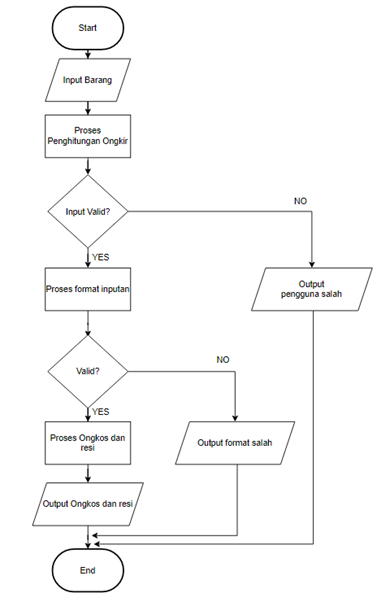 Start
Input Barang
Proses
Penghitungan Ongkir
Input Valid?
NO
YES
Output
pengguna salah
Proses format inputan
Valid?
NO
YES
Proses Ongkos dan
resi
Output format salah
Output Ongkos dan resi
End